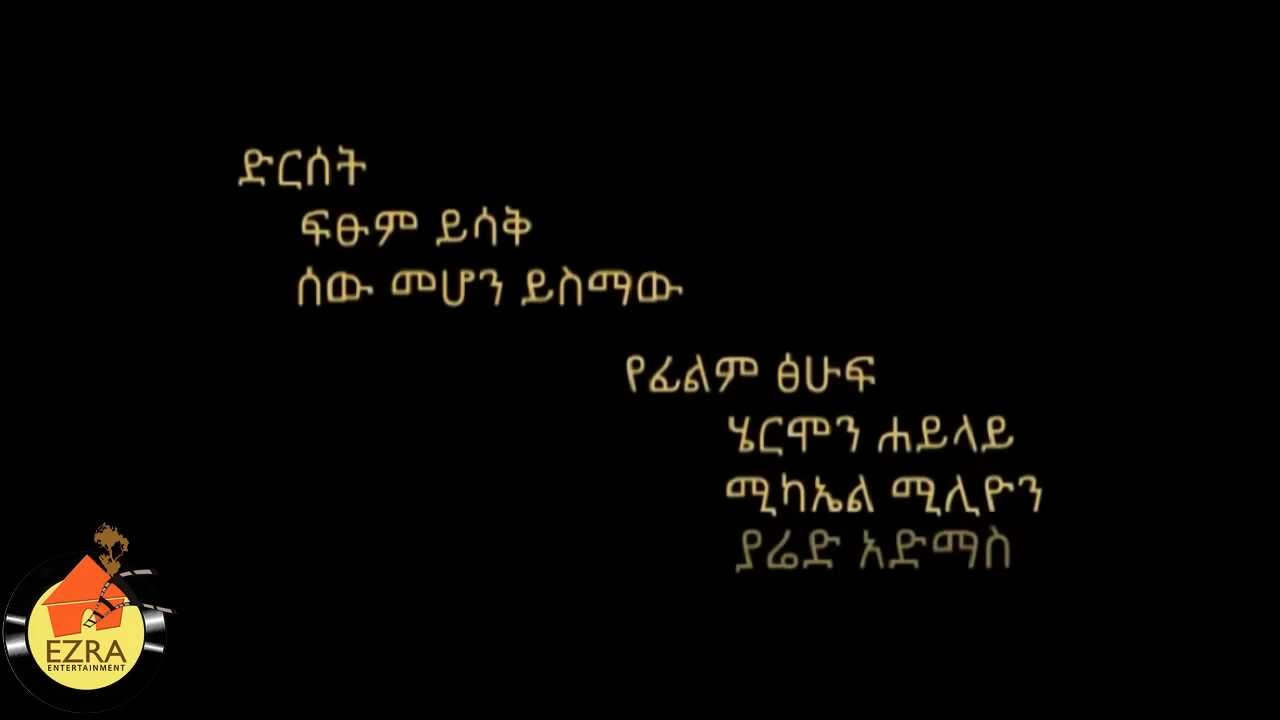 ድርሰት
ፍፁም ይሳቅ
ሰው መሆን ይስማው
የፊልም ፅሁፍ
ሄርሞን ሐይላይ
ሚካኤል ሚሊዮን
ያሬድ አድማስ
EZRA
ENTERTAINMENT